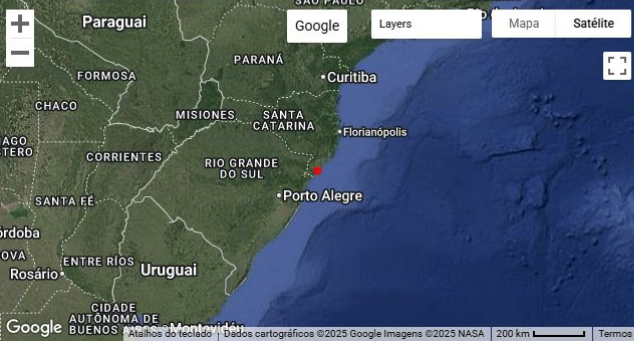 SÃO PAULO
Paraguai
Google
Layers
Mapa
Satélite
PARANÁ
FORMOSA
Curitiba
CHACO
MISIONES
SANTA
CATARINA
Florianópolis
CORRIENTES
RIO GRANDE
DO SUL
SANTA FÉ
Porto Alegre
ENTRE RÍOS
Rosário
Uruguai
CIDADE
AUTÔNOMA DE
BUENOS AIRES
Montevidéu
Google
Atalhos do teclado
Dados cartográficos ©2025 Google Imagens ©2025 NASA
200 km
Termos